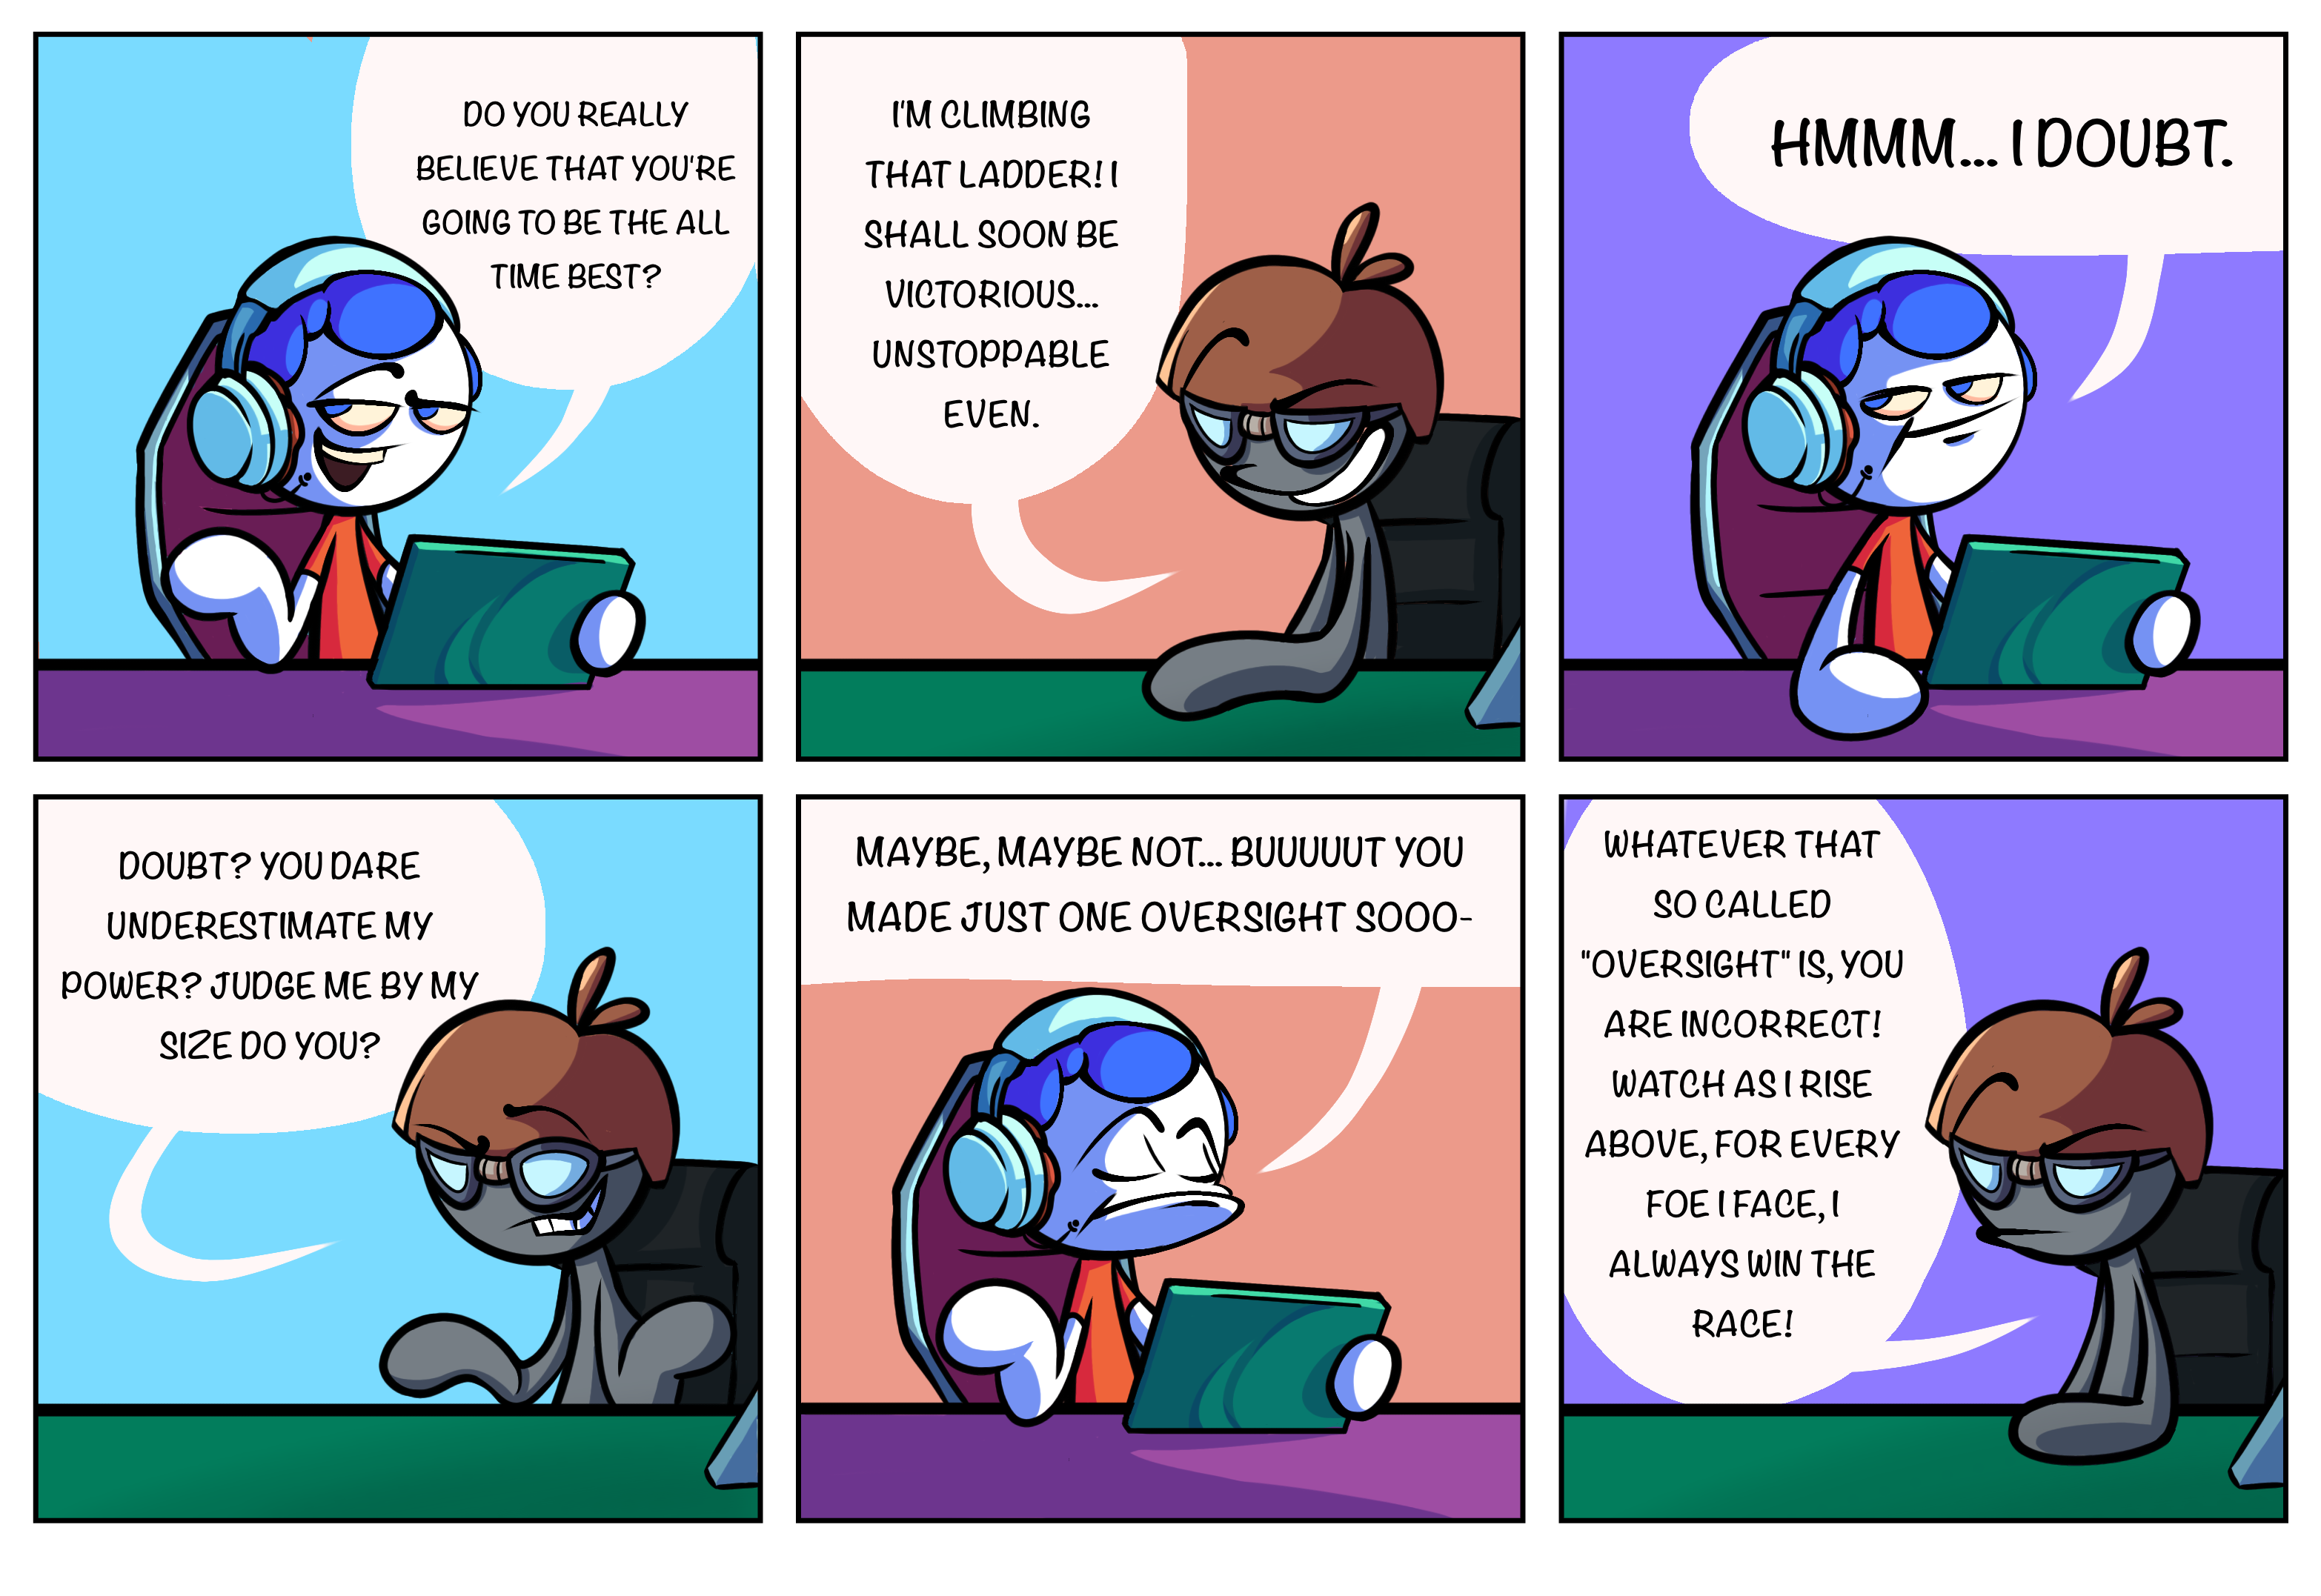 DO YOU REALLY
BELIEVE THAT YOU'RE
GOING TO BE THE ALL
TIME BEST?
I'M CLIMBING
THAT LADDER! I
SHALL SOON BE
VICTORIOUS...
UNSTOPPABLE
EVEN.
HMMM... I DOUBT.
DOUBT? YOU DARE
UNDERESTIMATE MY
POWER? JUDGE ME BY MY
SIZE DO YOU?
MAYBE, MAYBE NOT... BUUUUUT YOU
MADE JUST ONE OVERSIGHT SOOO-
WHATEVER THAT
SO CALLED
"OVERSIGHT" IS, YOU
ARE INCORRECT!
WATCH AS I RISE
ABOVE, FOR EVERY
FOE I FACE, I
ALWAYS WIN THE
RACE!